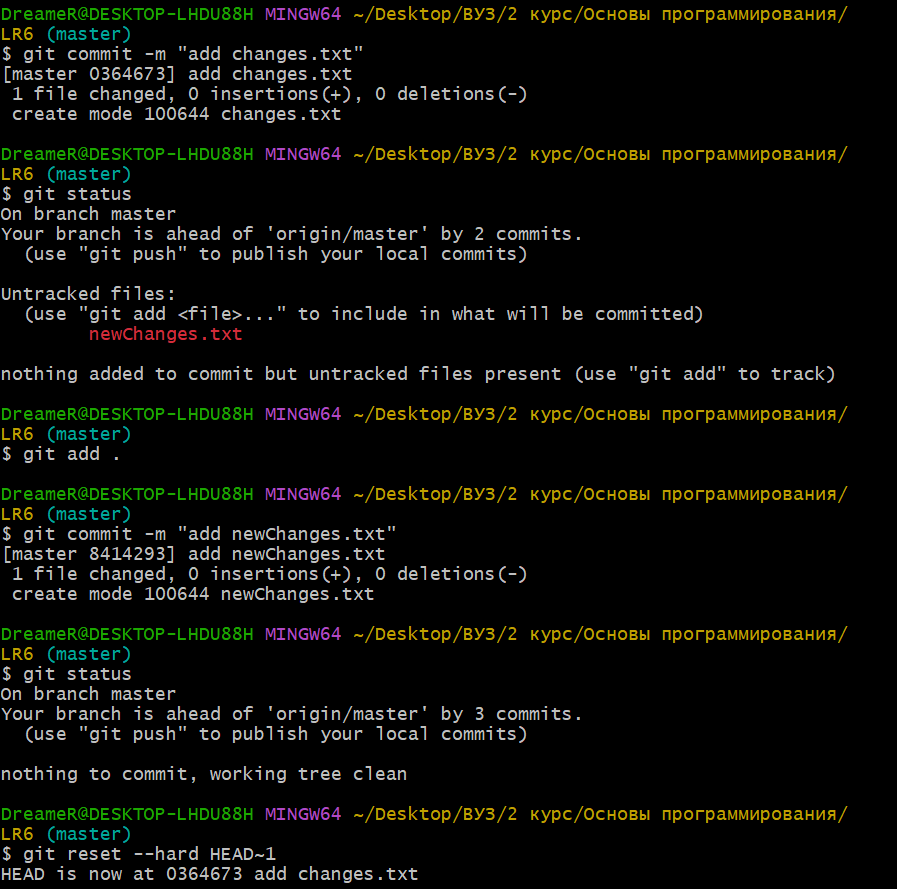 DreameR@DESKTOP-LHDU88H MINGW64 ~/Desktop/ВУЗ/2 курс/Основы программирования/
LR6 (master)
$ git commit -m "add changes.txt"
[master 0364673] add changes.txt
 1 file changed, 0 insertions(+), 0 deletions(-)
 create mode 100644 changes.txt

DreameR@DESKTOP-LHDU88H MINGW64 ~/Desktop/ВУЗ/2 курс/Основы программирования/
LR6 (master)
$ git status
On branch master
Your branch is ahead of 'origin/master' by 2 commits.
  (use "git push" to publish your local commits)

Untracked files:
  (use "git add <file>..." to include in what will be committed)
        newChanges.txt

nothing added to commit but untracked files present (use "git add" to track)

DreameR@DESKTOP-LHDU88H MINGW64 ~/Desktop/ВУЗ/2 курс/Основы программирования/
LR6 (master)
$ git add .

DreameR@DESKTOP-LHDU88H MINGW64 ~/Desktop/ВУЗ/2 курс/Основы программирования/
LR6 (master)
$ git commit -m "add newChanges.txt"
[master 8414293] add newChanges.txt
 1 file changed, 0 insertions(+), 0 deletions(-)
 create mode 100644 newChanges.txt

DreameR@DESKTOP-LHDU88H MINGW64 ~/Desktop/ВУЗ/2 курс/Основы программирования/
LR6 (master)
$ git status
On branch master
Your branch is ahead of 'origin/master' by 3 commits.
  (use "git push" to publish your local commits)

nothing to commit, working tree clean

DreameR@DESKTOP-LHDU88H MINGW64 ~/Desktop/ВУЗ/2 курс/Основы программирования/
LR6 (master)
$ git reset --hard HEAD~1
HEAD is now at 0364673 add changes.txt